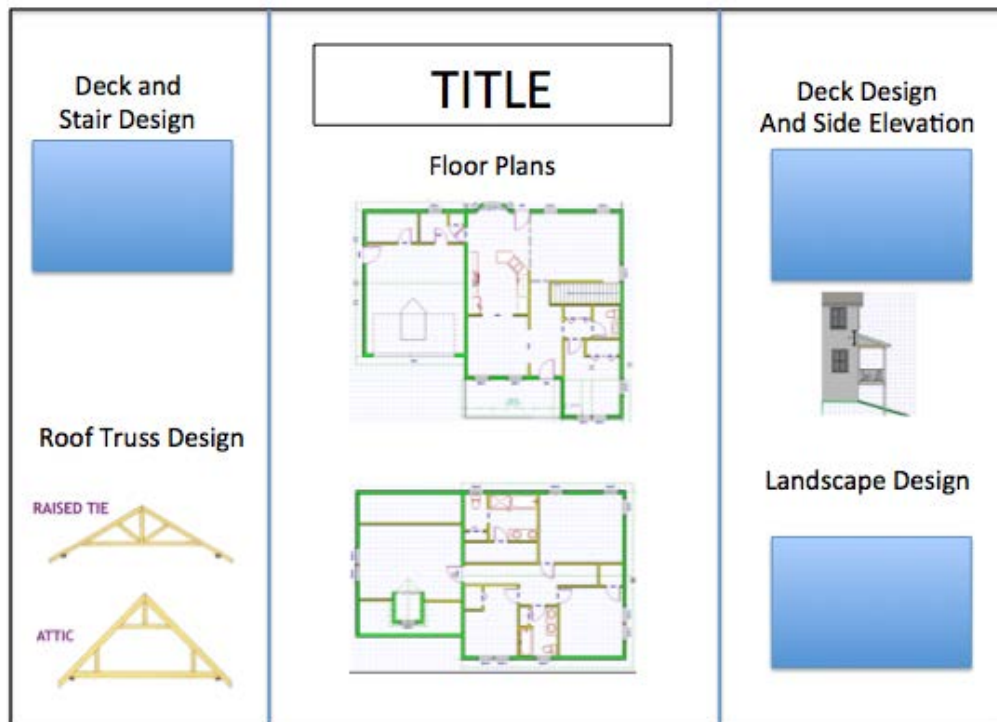 Deck and
Stair Design
Roof Truss Design
RAISED TIE
ATTIC
TITLE
Floor Plans
Deck Design
And Side Elevation
Landscape Design